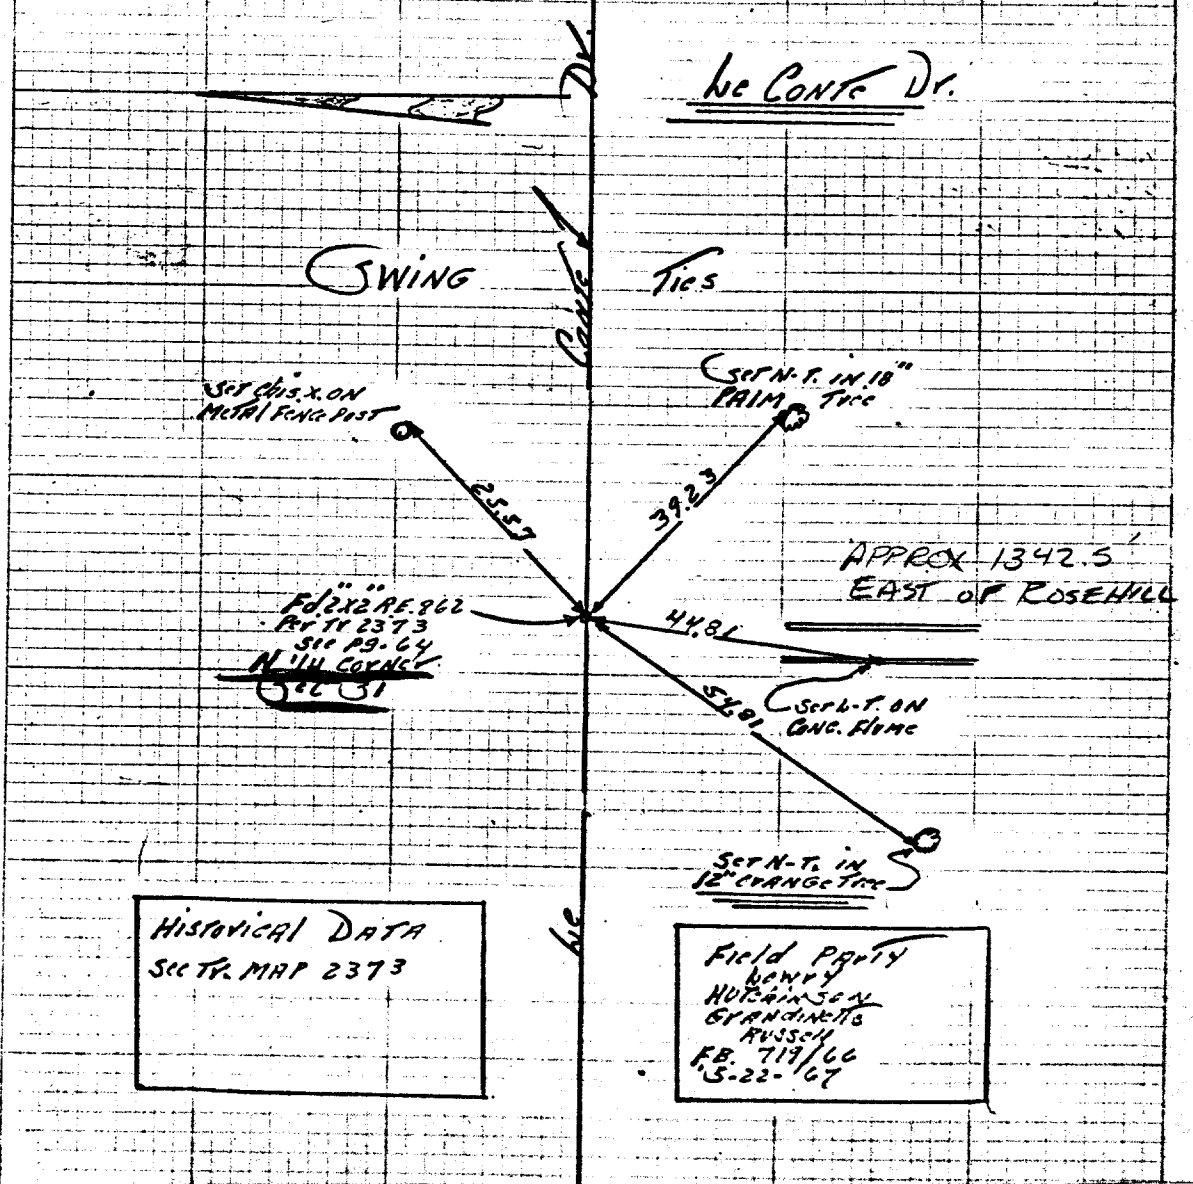 Le Conte Dr.
Le Conte Dr.
SWING Ties
Set chis. X. ON
Metal Fence Post
Set N-T. in 18"
PALM Tree
25.57
39.23
APPROX 1342.5'
EAST OF ROSEHILL
Fd 2"x2" R.E. 862
Per Tr 2373
See Pg. 64
N 1/4 Corner
Sec 31
44.81
54.81
Set L-T. ON
Conc. Flume
Set N-T. in
12" ORANGE Tree
Historical DATA
See Tr. MAP 2373
Field Party
Lowry
Hutchinson
Russell
F.B. 719/66
5-22-67